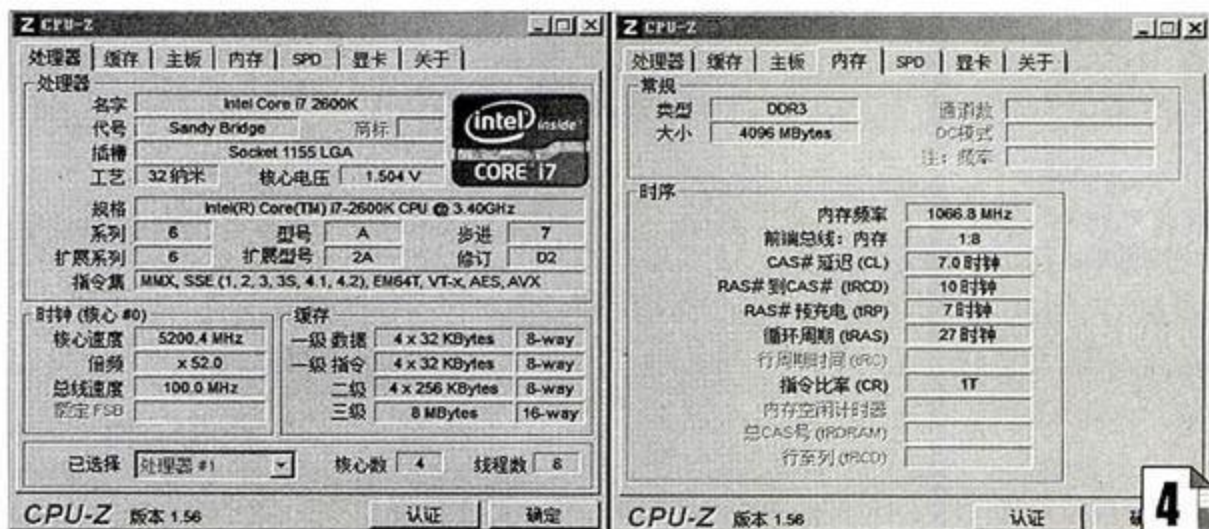 CPU-Z
处理器 缓存 主板 内存 SPD 显卡 关于
处理器
名字 Intel Core i7 2600K
代号 Sandy Bridge 商标
插槽 Socket 1155 LGA
工艺 32 纳米 核心电压 1.504 V
intel inside
CORE i7
规格 Intel(R) Core(TM) i7-2600K CPU @ 3.40GHz
系列 6 型号 A 步进 7
扩展系列 6 扩展型号 2A 修订 D2
指令集 MMX, SSE (1, 2, 3, 3S, 4.1, 4.2), EM64T, VT-x, AES, AVX
时钟 (核心 #0)
核心速度 5200.4 MHz
倍频 x 52.0
总线速度 100.0 MHz
额定 FSB
缓存
一级 数据 4 x 32 KBytes 8-way
一级 指令 4 x 32 KBytes 8-way
二级 4 x 256 KBytes 8-way
三级 8 MBytes 16-way
已选择 处理器 #1 核心数 4 线程数 8
CPU-Z 版本 1.56 认证 确定
CPU-Z
处理器 缓存 主板 内存 SPD 显卡 关于
常规
类型 DDR3 通道数
大小 4096 MBytes DC模式
注: 频率
时序
内存频率 1066.8 MHz
前端总线: 内存 1:8
CAS# 延迟 (CL) 7.0 时钟
RAS# 到CAS# (tRCD) 10 时钟
RAS# 预充电 (tRP) 7 时钟
循环周期 (tRAS) 27 时钟
行周期时间 (tRC)
指令比率 (CR) 1T
内存空闲计时器
总CAS号 (tRDRAM)
行至列 (tRCD)
CPU-Z 版本 1.56 认证
4